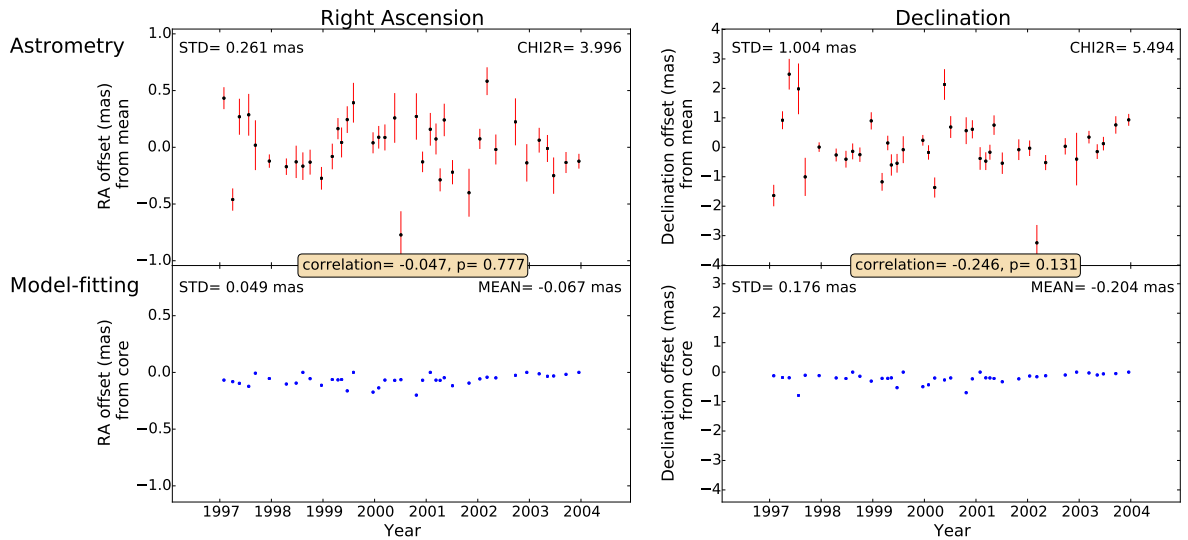 Right Ascension
Declination
Astrometry
STD= 0.261 mas
CHI2R= 3.996
STD= 1.004 mas
CHI2R= 5.494
1.0
0.5
0.0
−0.5
−1.0
RA offset (mas)
from mean
4
3
2
1
0
−1
−2
−3
−4
Declination offset (mas)
from mean
correlation= -0.047, p= 0.777
correlation= -0.246, p= 0.131
Model-fitting
STD= 0.049 mas
MEAN= -0.067 mas
STD= 0.176 mas
MEAN= -0.204 mas
0.5
0.0
−0.5
−1.0
RA offset (mas)
from core
3
2
1
0
−1
−2
−3
−4
Declination offset (mas)
from core
1997 1998 1999 2000 2001 2002 2003 2004
Year
1997 1998 1999 2000 2001 2002 2003 2004
Year